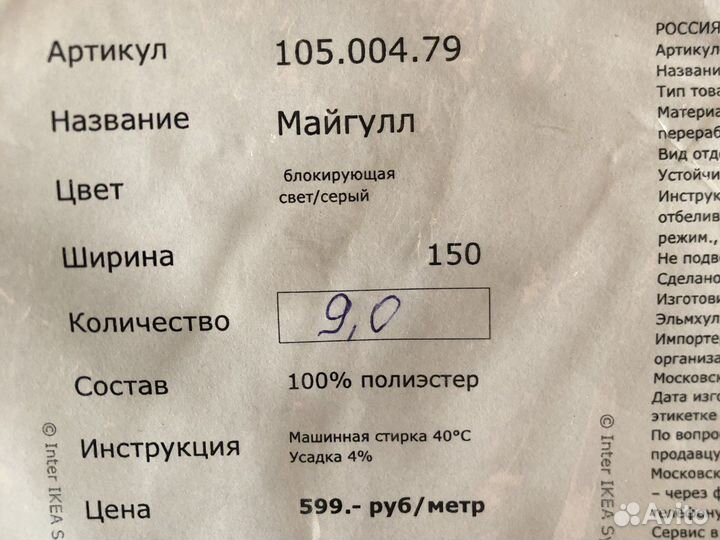 Артикул 105.004.79
Название Майгулл
Цвет блокирующая
свет/серый
Ширина 150
Количество 9,0
Состав 100% полиэстер
Инструкция Машинная стирка 40°C
Усадка 4%
Цена 599.- руб/метр
© Inter IKEA
© Inter IKEA
РОССИЯ
Артикул
Названи
Тип това
Материа
перераб
Вид отд
Устойчи
Инструк
отбелив
режим.,
Не подв
Сделано
Изготови
Эльмхул
Импорте
организа
Московск
Дата изго
этикетке
По вопро
продавцу
Московск
– через ф
телефону
Сервис в
Avito